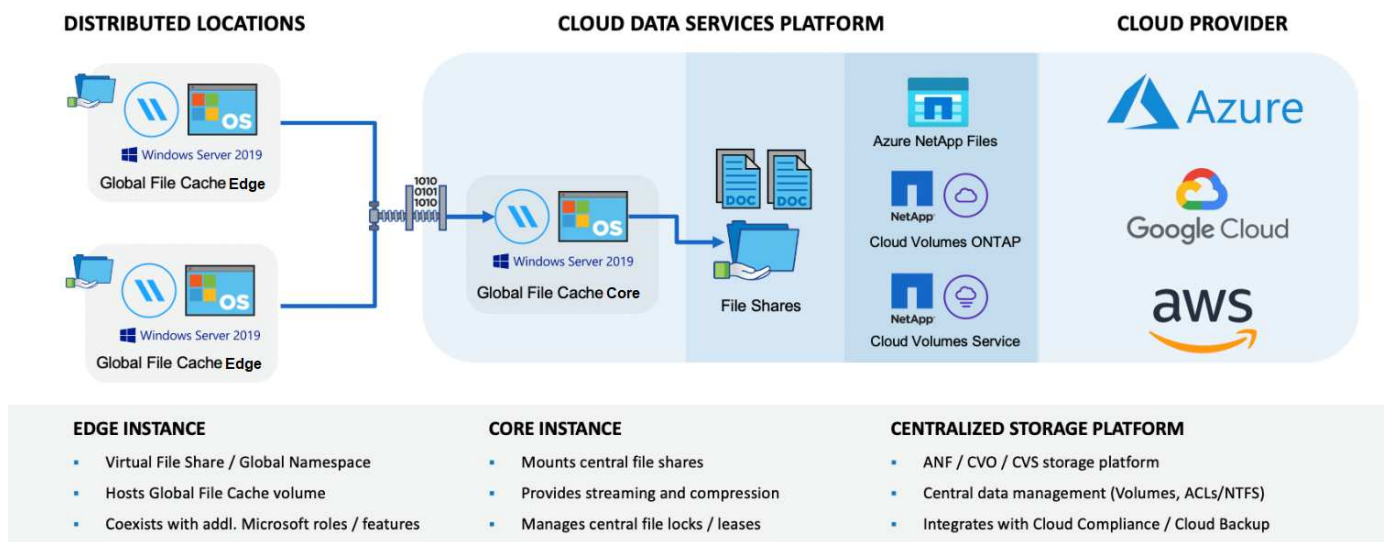 DISTRIBUTED LOCATIONS
CLOUD DATA SERVICES PLATFORM
CLOUD PROVIDER
OS
Windows Server 2019
Global File Cache Edge
OS
Windows Server 2019
Global File Cache Edge
1010
0101
1010
OS
Windows Server 2019
Global File Cache Core
DOC
DOC
File Shares
Azure NetApp Files
NetApp
Cloud Volumes ONTAP
NetApp
Cloud Volumes Service
Azure
Google Cloud
aws
EDGE INSTANCE
▪ Virtual File Share / Global Namespace
▪ Hosts Global File Cache volume
▪ Coexists with addl. Microsoft roles / features
CORE INSTANCE
▪ Mounts central file shares
▪ Provides streaming and compression
▪ Manages central file locks / leases
CENTRALIZED STORAGE PLATFORM
▪ ANF / CVO / CVS storage platform
▪ Central data management (Volumes, ACLs/NTFS)
▪ Integrates with Cloud Compliance / Cloud Backup